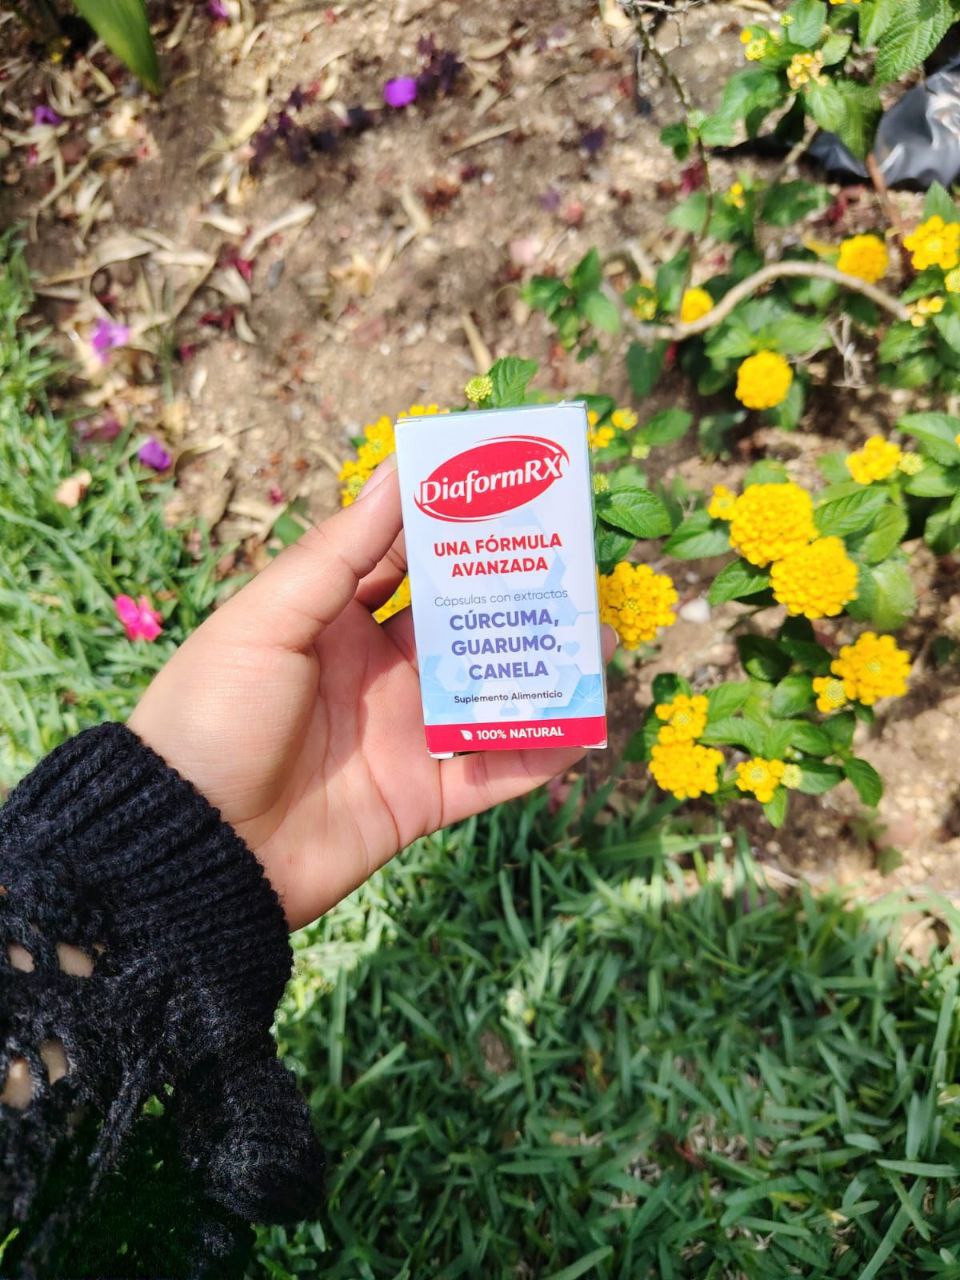 DiaformRX
UNA FÓRMULA
AVANZADA
Cápsulas con extractos
CÚRCUMA,
GUARUMO,
CANELA
Suplemento Alimenticio
100% NATURAL